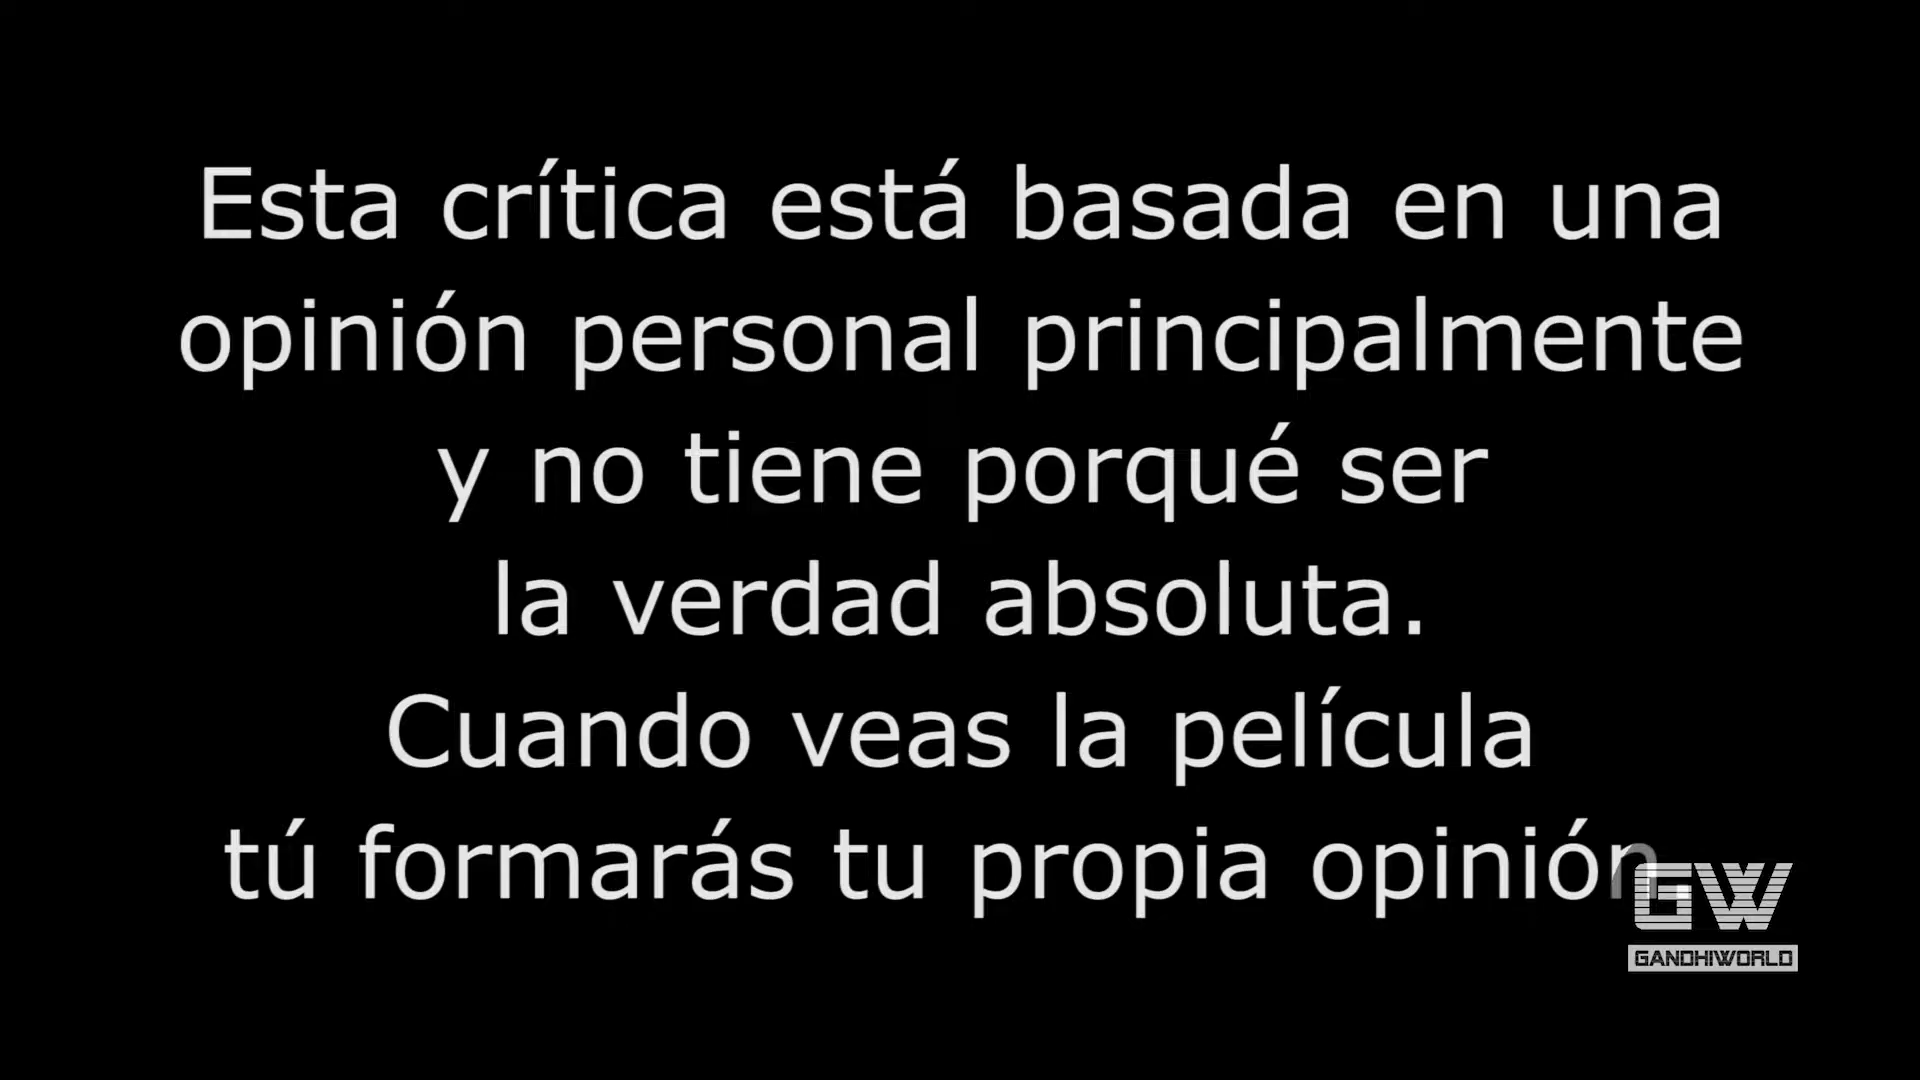 Esta crítica está basada en una
opinión personal principalmente
y no tiene porqué ser
la verdad absoluta.
Cuando veas la película
tú formarás tu propia opinión
GW
GANDHIWORLD